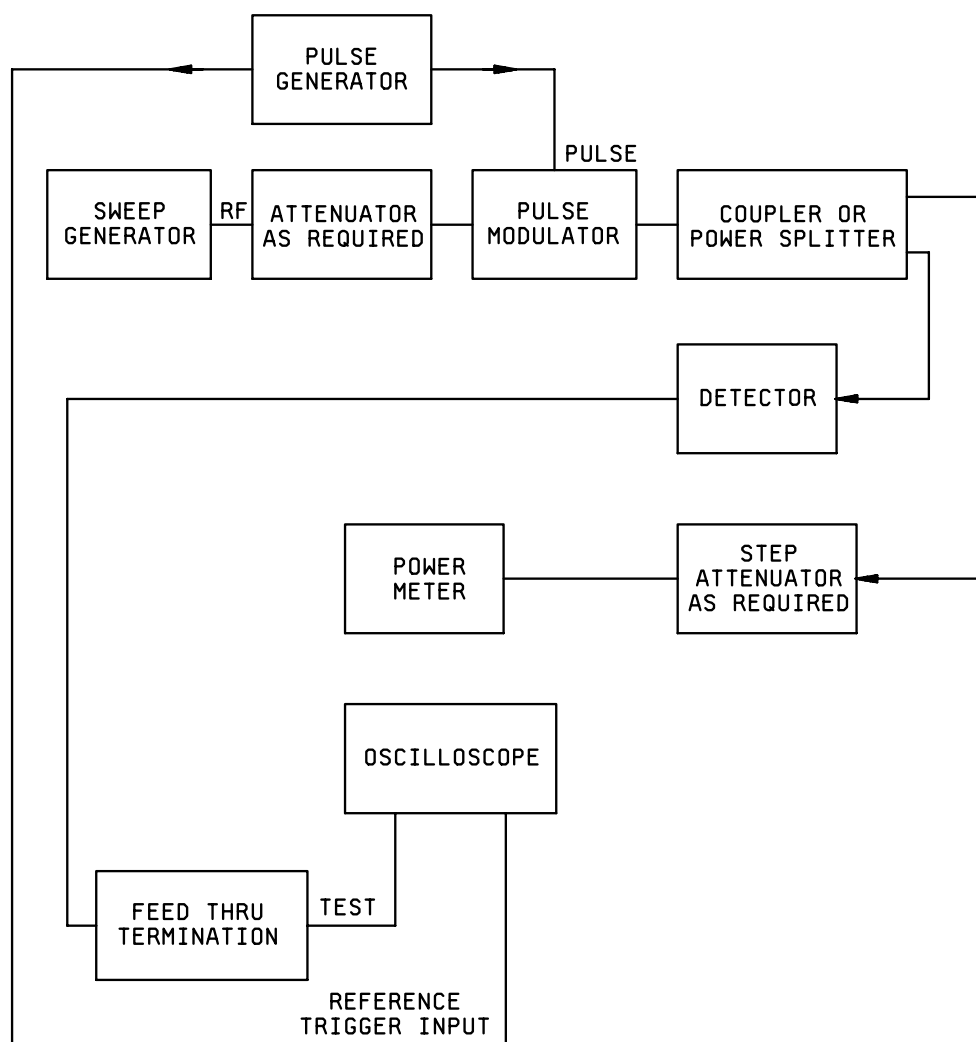 PULSE
GENERATOR
PULSE
SWEEP
GENERATOR
RF
ATTENUATOR
AS REQUIRED
PULSE
MODULATOR
COUPLER OR
POWER SPLITTER
DETECTOR
POWER
METER
STEP
ATTENUATOR
AS REQUIRED
OSCILLOSCOPE
FEED THRU
TERMINATION
TEST
REFERENCE
TRIGGER INPUT